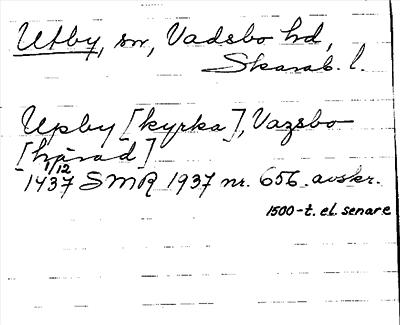 Utby, sn, Vadsbo hd,
Skarab. l.
Upby [kyrka], Vazsbo
[härad]
1/12
1437 SMR 1937 nr. 656. avskr.
1500-t. el. senare